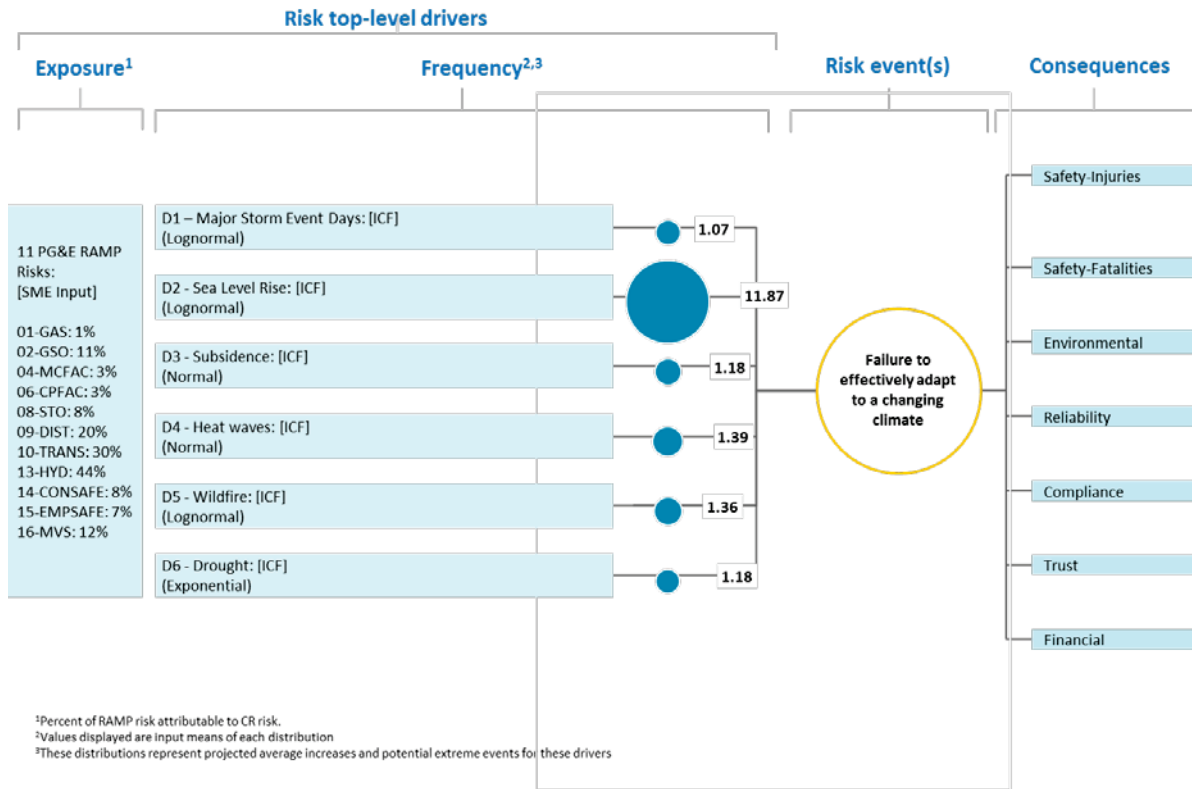 Risk top-level drivers
Exposure1
Frequency2,3
Risk event(s)
Consequences
11 PG&E RAMP
Risks:
[SME Input]
01-GAS: 1%
02-GSO: 11%
04-MCFAC: 3%
06-CPFAC: 3%
08-STO: 8%
09-DIST: 20%
10-TRANS: 30%
13-HYD: 44%
14-CONSAFE: 8%
15-EMPSAFE: 7%
16-MVS: 12%
D1 – Major Storm Event Days: [ICF]
(Lognormal)
1.07
D2 - Sea Level Rise: [ICF]
(Lognormal)
11.87
D3 - Subsidence: [ICF]
(Normal)
1.18
D4 - Heat waves: [ICF]
(Normal)
1.39
D5 - Wildfire: [ICF]
(Lognormal)
1.36
D6 - Drought: [ICF]
(Exponential)
1.18
Failure to
effectively adapt
to a changing
climate
Safety-Injuries
Safety-Fatalities
Environmental
Reliability
Compliance
Trust
Financial
1Percent of RAMP risk attributable to CR risk.
2Values displayed are input means of each distribution
3These distributions represent projected average increases and potential extreme events for these drivers